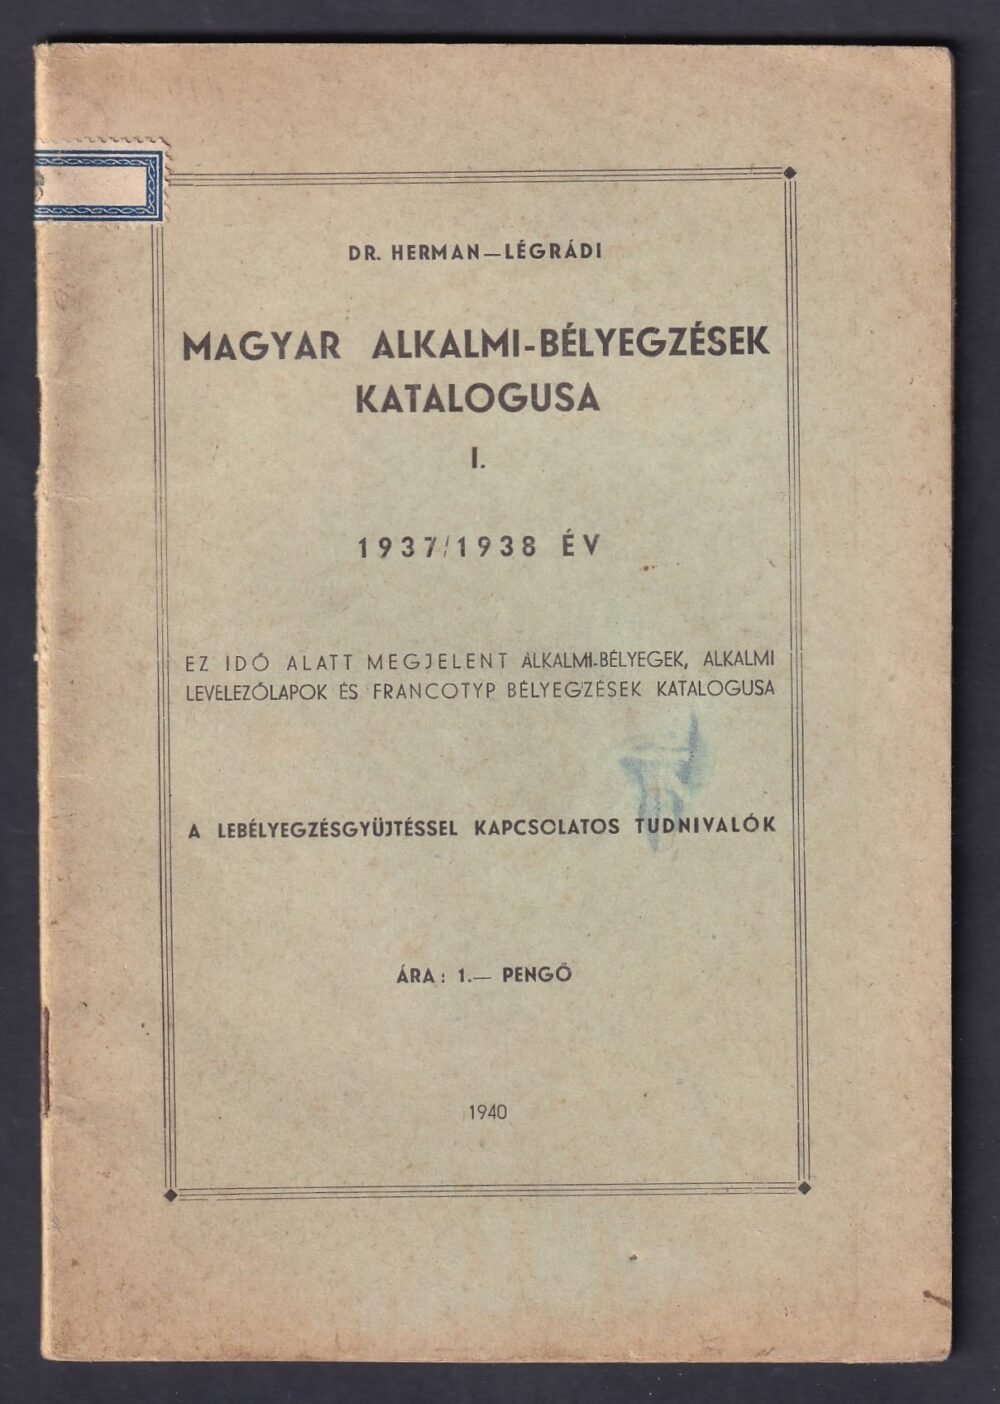 DR. HERMAN—LÉGRÁDI
MAGYAR ALKALMI-BÉLYEGZÉSEK
KATALOGUSA
I.
1937/1938 ÉV
EZ IDŐ ALATT MEGJELENT ALKALMI-BÉLYEGEK, ALKALMI
LEVELEZŐLAPOK ÉS FRANCOTYP BÉLYEGZÉSEK KATALOGUSA
A LEBÉLYEGZÉSGYŰJTÉSSEL KAPCSOLATOS TUDNIVALÓK
ÁRA: 1.— PENGŐ
1940